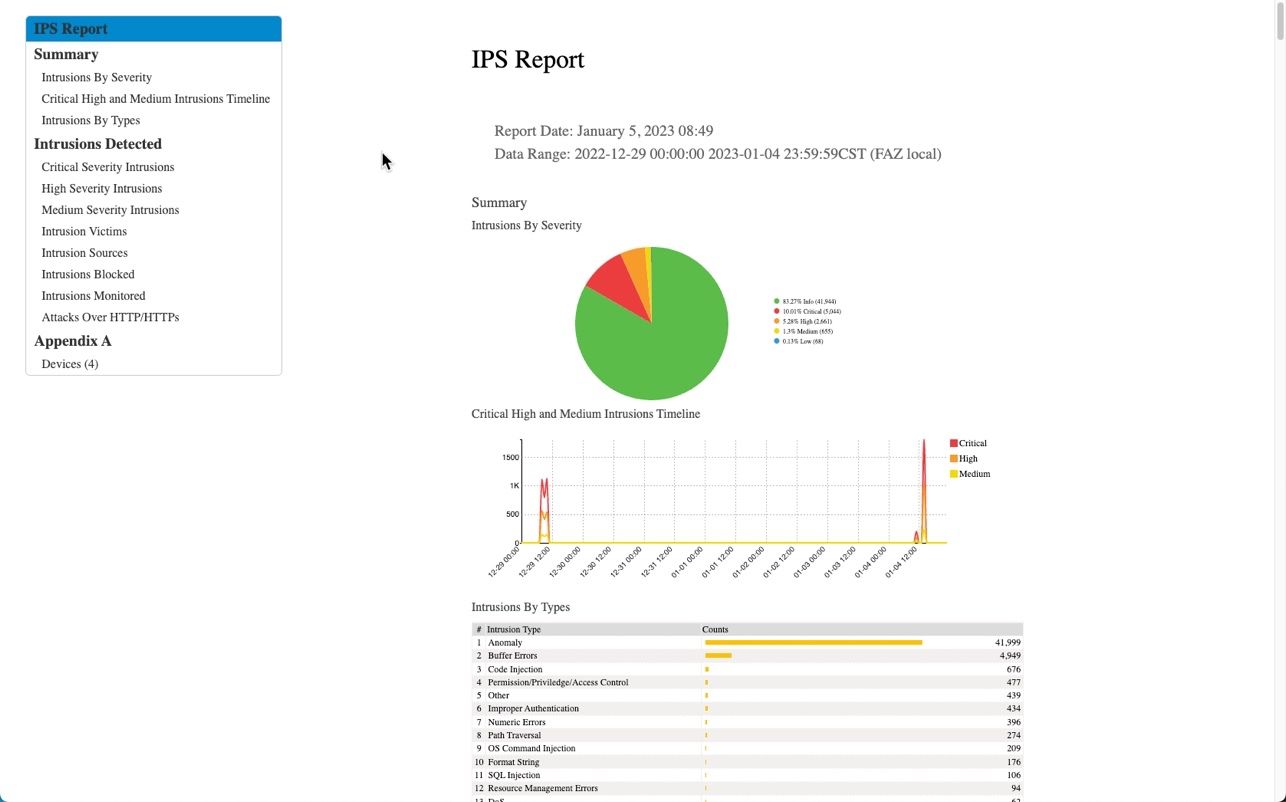 IPS Report
Summary
Intrusions By Severity
Critical High and Medium Intrusions Timeline
Intrusions By Types
Intrusions Detected
Critical Severity Intrusions
High Severity Intrusions
Medium Severity Intrusions
Intrusion Victims
Intrusion Sources
Intrusions Blocked
Intrusions Monitored
Attacks Over HTTP/HTTPs
Appendix A
Devices (4)
IPS Report
Report Date: January 5, 2023 08:49
Data Range: 2022-12-29 00:00:00 2023-01-04 23:59:59CST (FAZ local)
Summary
Intrusions By Severity
83.27% Info (41,944)
10.01% Critical (5,044)
5.28% High (2,661)
1.3% Medium (655)
0.13% Low (68)
Critical High and Medium Intrusions Timeline
1500
1K
500
0
12-29 00:00
12-29 12:00
12-30 00:00
12-30 12:00
12-31 00:00
12-31 12:00
01-01 00:00
01-01 12:00
01-02 00:00
01-02 12:00
01-03 00:00
01-03 12:00
01-04 00:00
01-04 12:00
Critical
High
Medium
Intrusions By Types
# Intrusion Type Counts
1 Anomaly 41,999
2 Buffer Errors 4,949
3 Code Injection 676
4 Permission/Priviledge/Access Control 477
5 Other 439
6 Improper Authentication 434
7 Numeric Errors 396
8 Path Traversal 274
9 OS Command Injection 209
10 Format String 176
11 SQL Injection 106
12 Resource Management Errors 94
13 DoS 62